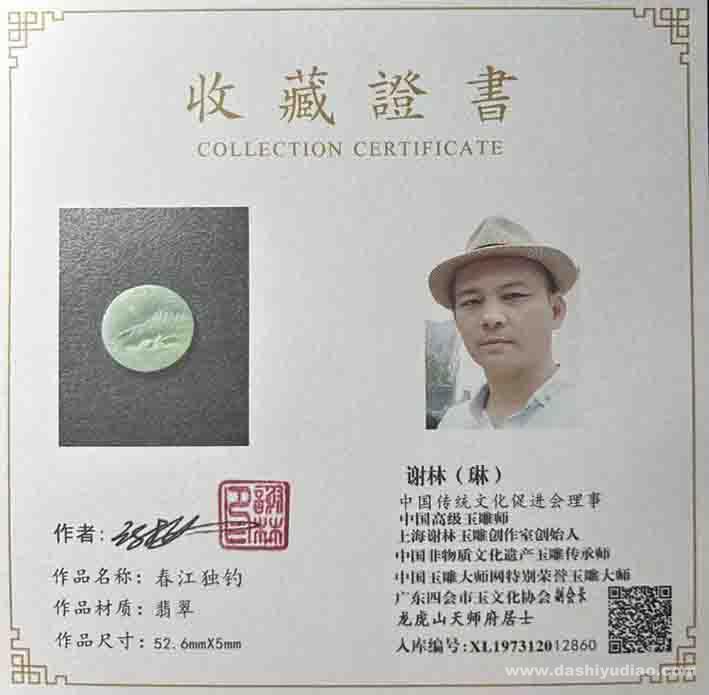 收藏證書
COLLECTION CERTIFICATE
谢林（琳）
中国传统文化促进会理事
中国高级玉雕师
上海谢林玉雕创作家创始人
中国非物质文化遗产玉雕传承师
中国玉雕大师网特别荣誉玉雕大师
广东四会市玉文化协会副会长
龙虎山天师府居士
入库编号:XL197312012860
作者:
作品名称: 春江独钓
作品材质: 翡翠
作品尺寸: 52.6mmX5mm
www.dashiyudiao.com